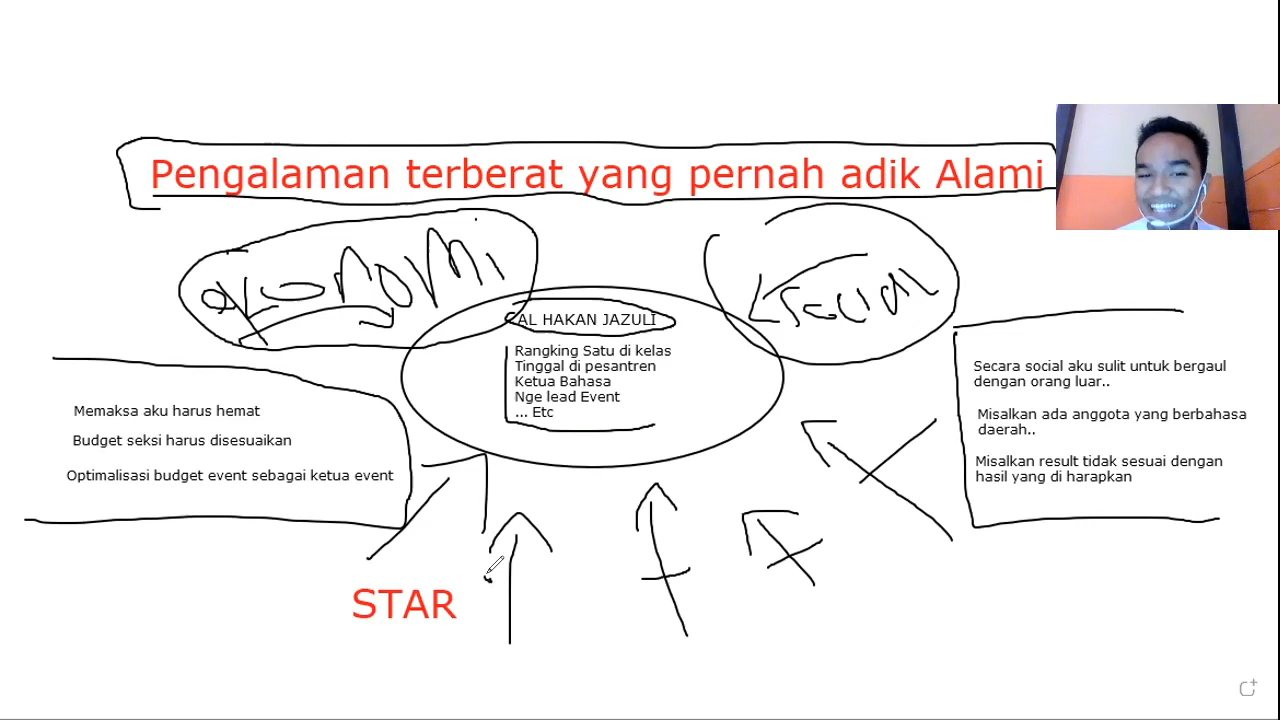 Pengalaman terberat yang pernah adik Alami
ekonomi
social
AL HAKAN JAZULI
Rangking Satu di kelas
Tinggal di pesantren
Ketua Bahasa
Nge lead Event
... Etc
Memaksa aku harus hemat
Budget seksi harus disesuaikan
Optimalisasi budget event sebagai ketua event
Secara social aku sulit untuk bergaul
dengan orang luar..
Misalkan ada anggota yang berbahasa
daerah..
Misalkan result tidak sesuai dengan
hasil yang di harapkan
STAR